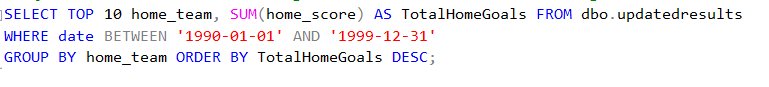 SELECT TOP 10 home_team, SUM(home_score) AS TotalHomeGoals FROM dbo.updatedresults
WHERE date BETWEEN '1990-01-01' AND '1999-12-31'
GROUP BY home_team ORDER BY TotalHomeGoals DESC;